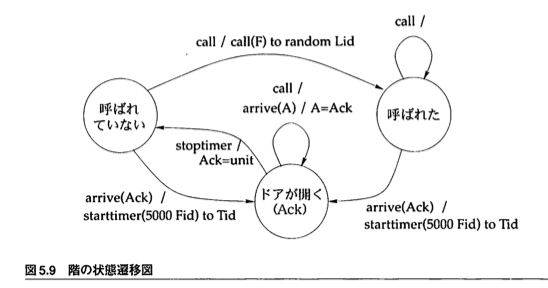 call /
call / call(F) to random Lid
call /
arrive(A) / A=Ack
呼ばれ
ていない
呼ばれた
stoptimer /
Ack=unit
ドアが開く
(Ack)
arrive(Ack) /
starttimer(5000 Fid) to Tid
arrive(Ack) /
starttimer(5000 Fid) to Tid
図5.9 階の状態遷移図